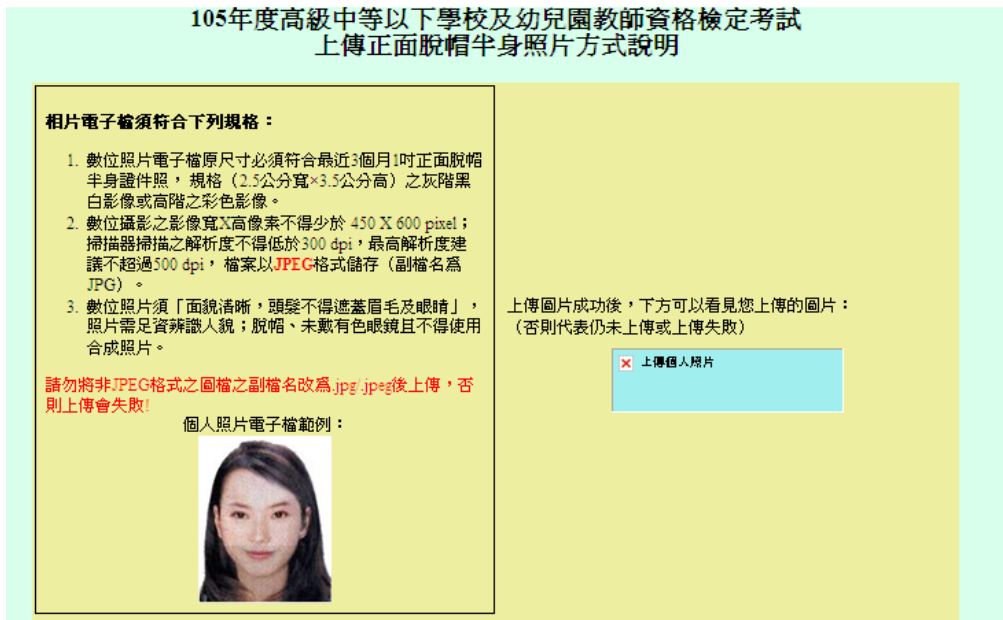 105年度高級中等以下學校及幼兒園教師資格檢定考試
上傳正面脫帽半身照片方式說明
相片電子檔須符合下列規格：
1. 數位照片電子檔原尺寸必須符合最近3個月1吋正面脫帽
半身證件照， 規格（2.5公分寬×3.5公分高）之灰階黑
白影像或高階之彩色影像。
2. 數位攝影之影像寬X高像素不得少於 450 X 600 pixel；
掃描器掃描之解析度不得低於300 dpi，最高解析度建
議不超過500 dpi， 檔案以JPEG格式儲存（副檔名為
JPG）。
3. 數位照片須「面貌清晰，頭髮不得遮蓋眉毛及眼睛」，
照片需足資辨識人貌；脫帽、未戴有色眼鏡且不得使用
合成照片。
請勿將非JPEG格式之圖檔之副檔名改為.jpg/.jpeg後上傳，否
則上傳會失敗!
個人照片電子檔範例：
上傳圖片成功後，下方可以看見您上傳的圖片：
（否則代表仍未上傳或上傳失敗）
上傳個人照片